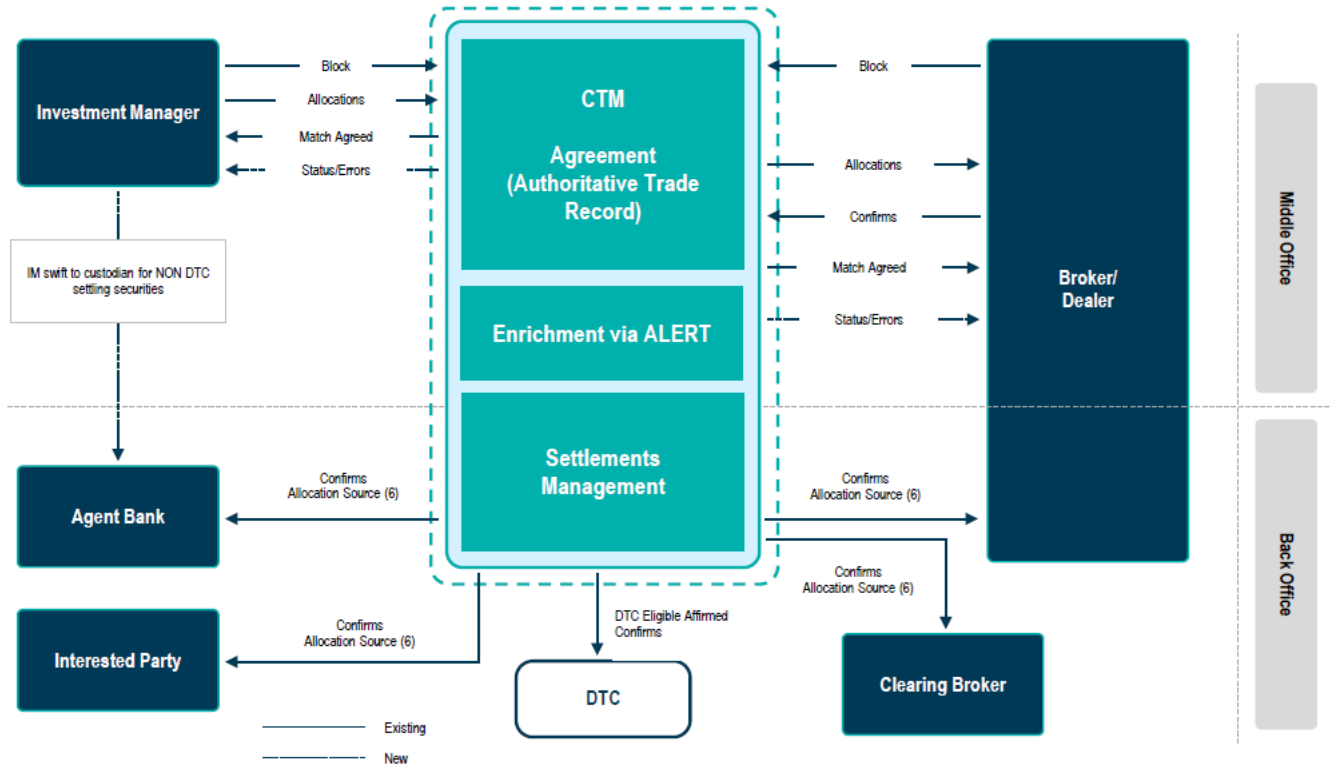 Investment Manager
Block
Allocations
Match Agreed
Status/Errors
CTM
Agreement
(Authoritative Trade
Record)
Block
Allocations
Confirms
Match Agreed
Status/Errors
Broker/
Dealer
Middle Office
IM swift to custodian for NON DTC
settling securities
Enrichment via ALERT
Settlements
Management
Agent Bank
Confirms
Allocation Source (6)
Confirms
Allocation Source (6)
Confirms
Allocation Source (6)
Back Office
Interested Party
Confirms
Allocation Source (6)
DTC Eligible Affirmed
Confirms
DTC
Clearing Broker
Existing
New